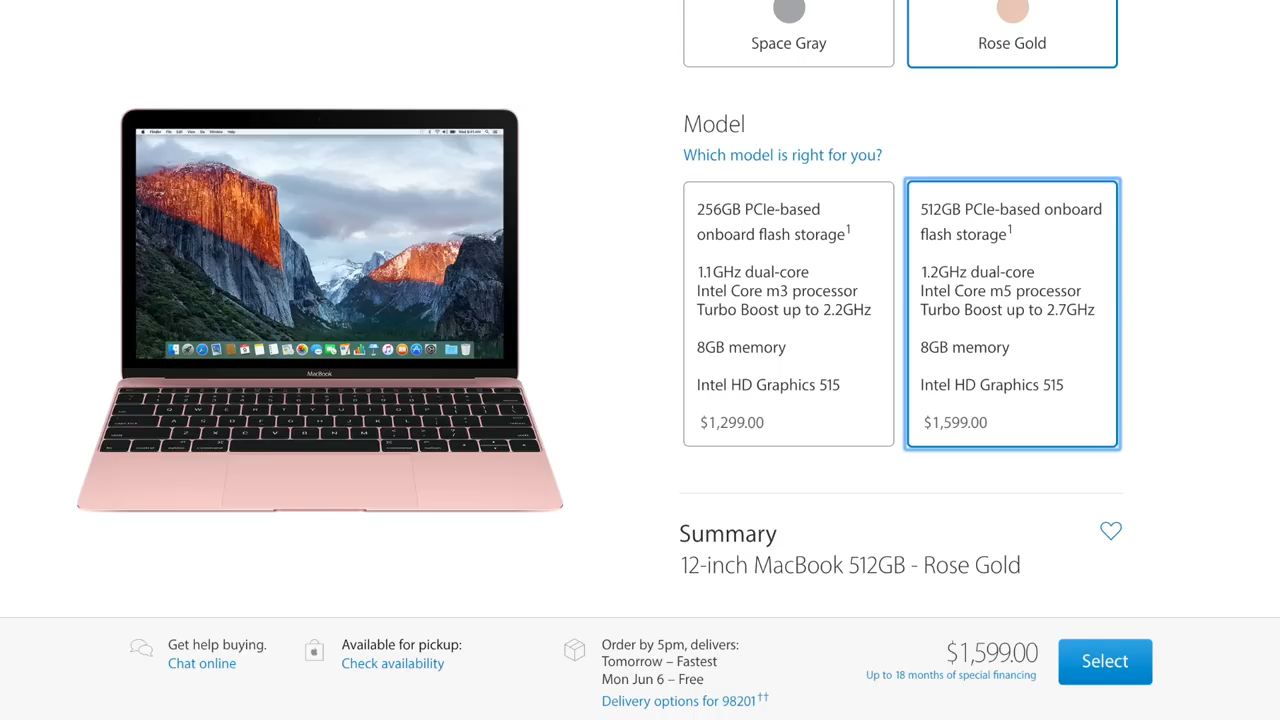 Space Gray
Rose Gold
Model
Which model is right for you?
256GB PCIe-based
onboard flash storage1
1.1GHz dual-core
Intel Core m3 processor
Turbo Boost up to 2.2GHz
8GB memory
Intel HD Graphics 515
$1,299.00
512GB PCIe-based onboard
flash storage1
1.2GHz dual-core
Intel Core m5 processor
Turbo Boost up to 2.7GHz
8GB memory
Intel HD Graphics 515
$1,599.00
MacBook
Summary
12-inch MacBook 512GB - Rose Gold
Get help buying.
Chat online
Available for pickup:
Check availability
Order by 5pm, delivers:
Tomorrow – Fastest
Mon Jun 6 – Free
Delivery options for 98201††
$1,599.00
Up to 18 months of special financing
Select